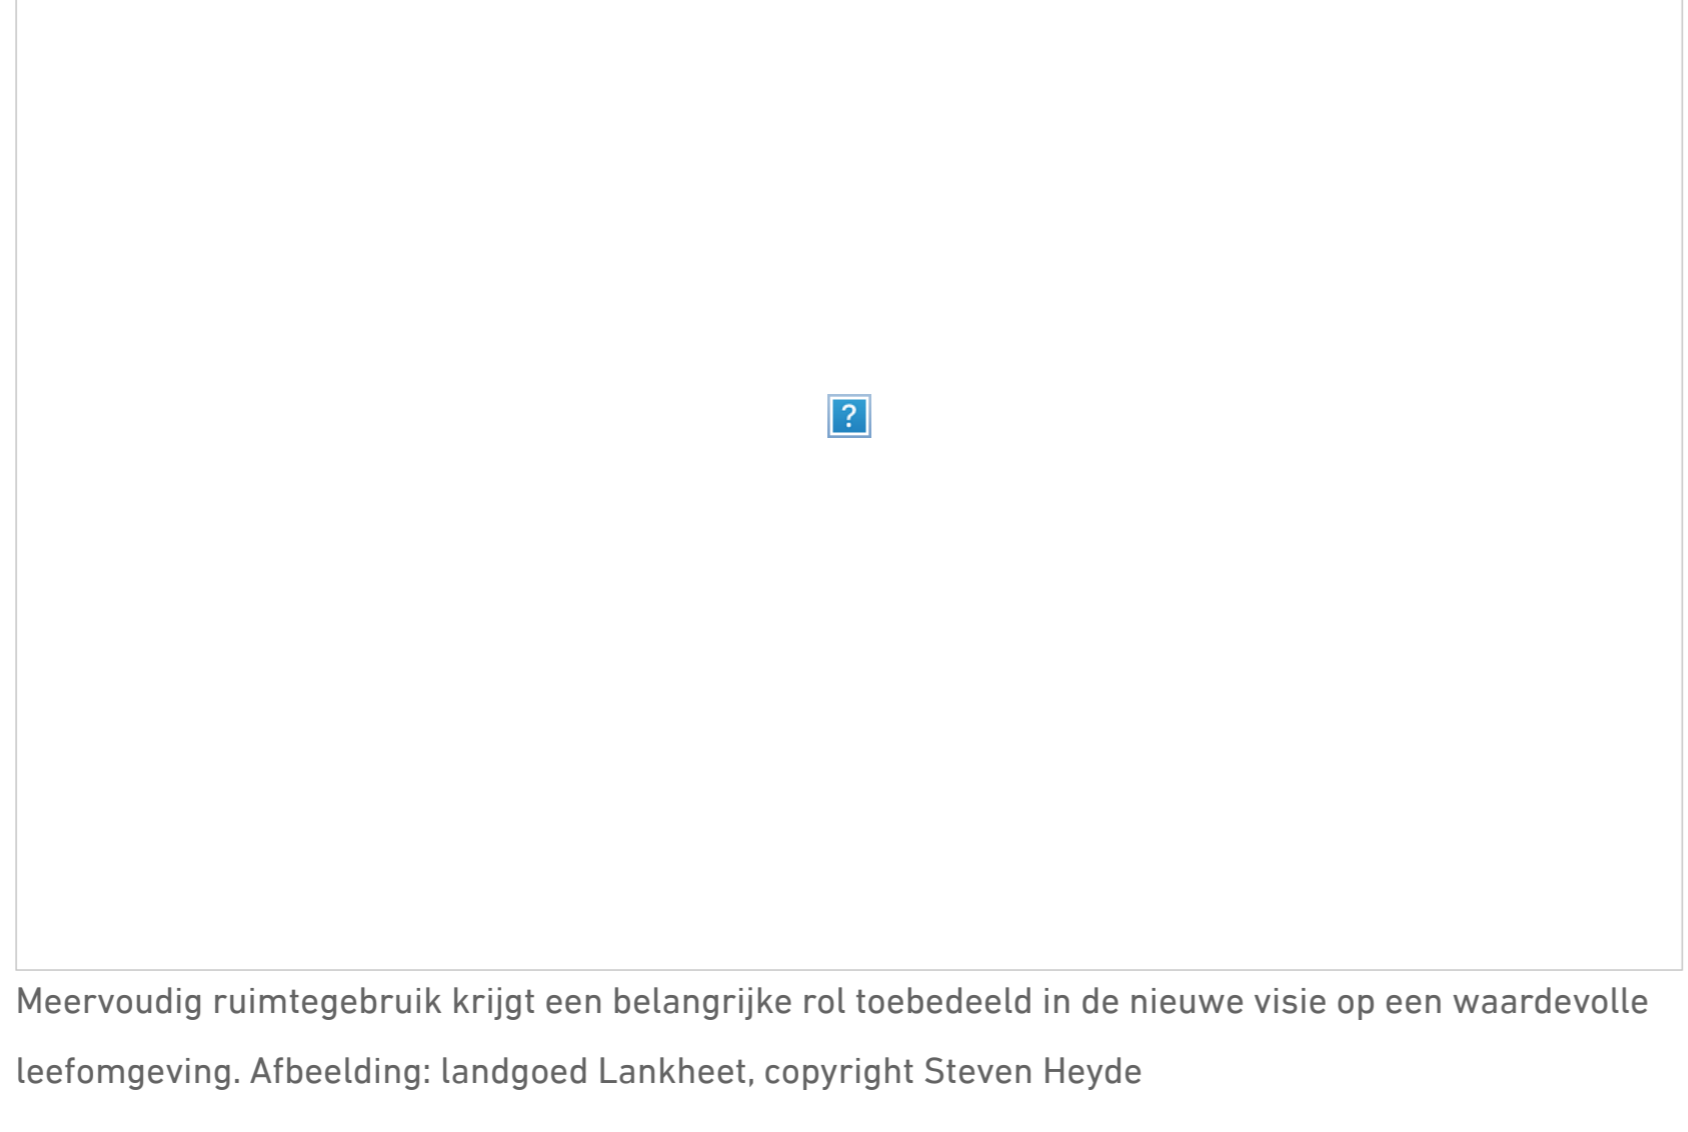 ?
Meervoudig ruimtegebruik krijgt een belangrijke rol toebedeeld in de nieuwe visie op een waardevolle
leefomgeving. Afbeelding: landgoed Lankheet, copyright Steven Heyde